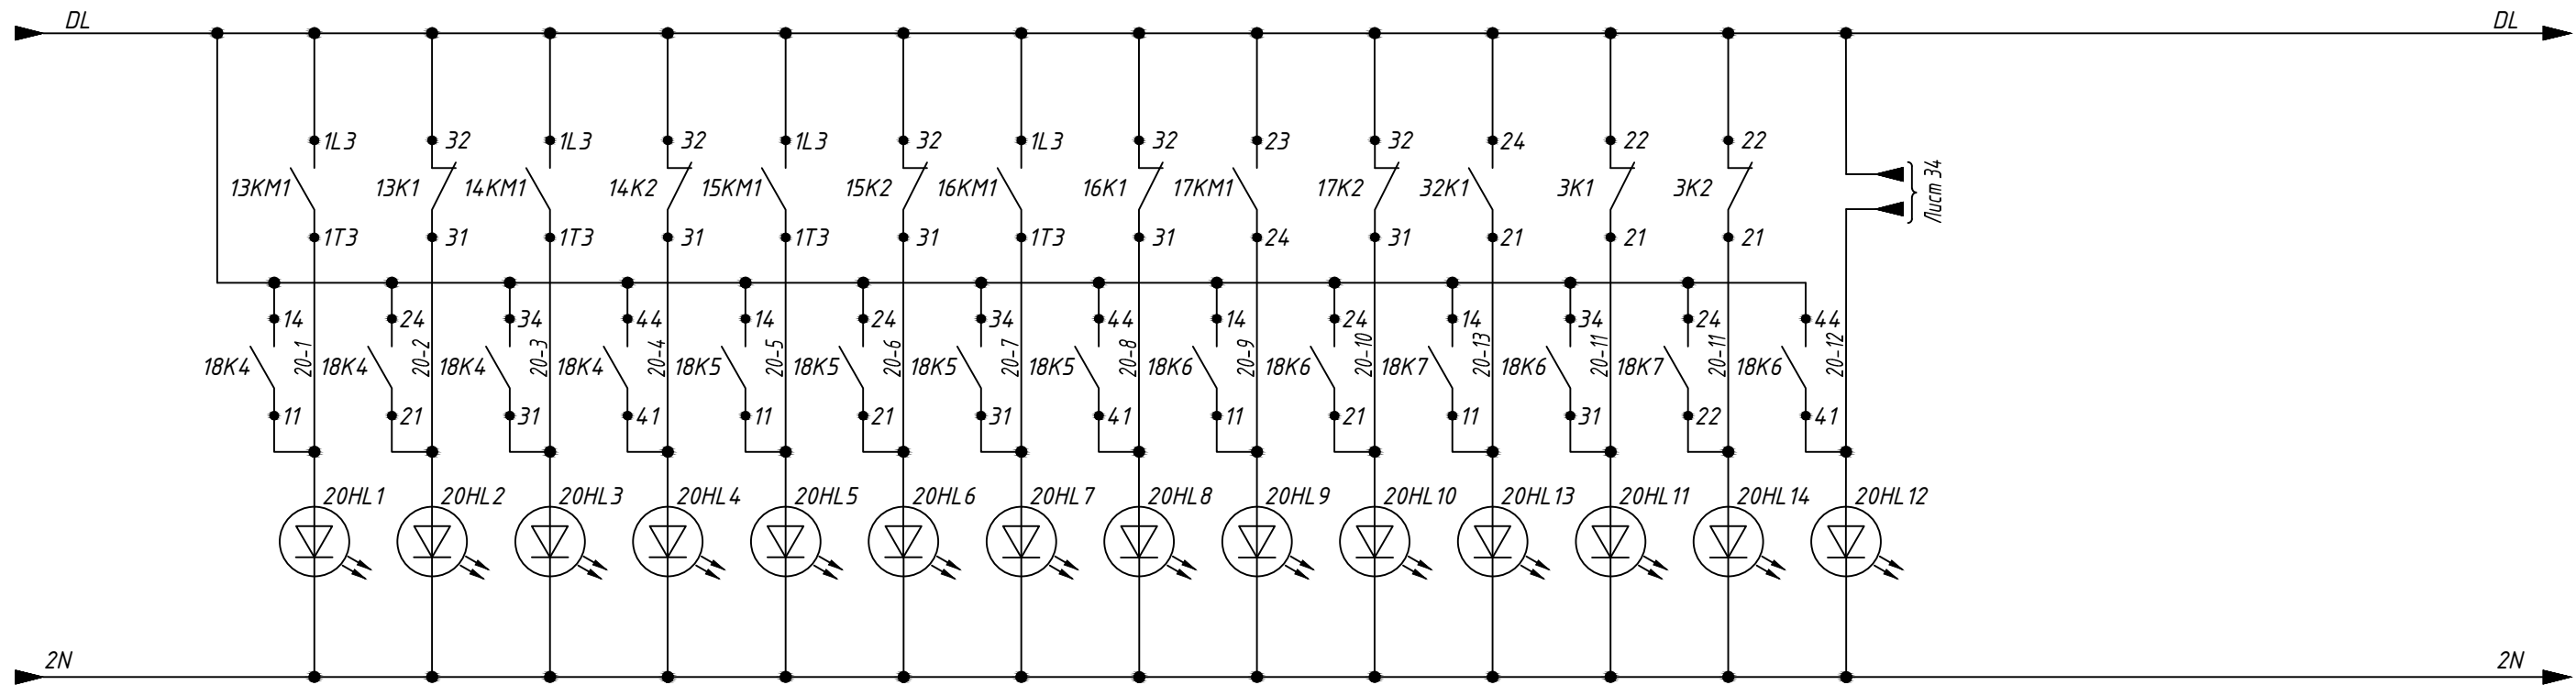 DL DL
1L3 32 1L3 32 1L3 32 1L3 32 23 32 24 22 22
13KM1 13K1 14KM1 14K2 15KM1 15K2 16KM1 16K1 17KM1 17K2 32K1 3K1 3K2 Лист 34
1T3 31 1T3 31 1T3 31 1T3 31 24 31 21 21 21
14 24 34 44 14 24 34 44 14 24 14 34 24 44
18K4 20-1 18K4 20-2 18K4 20-3 18K4 20-4 18K5 20-5 18K5 20-6 18K5 20-7 18K5 20-8 18K6 20-9 18K6 20-10 18K7 20-13 18K6 20-11 18K7 20-11 18K6 20-12
11 21 31 41 11 21 31 41 11 21 11 31 22 41
20HL1 20HL2 20HL3 20HL4 20HL5 20HL6 20HL7 20HL8 20HL9 20HL10 20HL13 20HL11 20HL14 20HL12
2N 2N